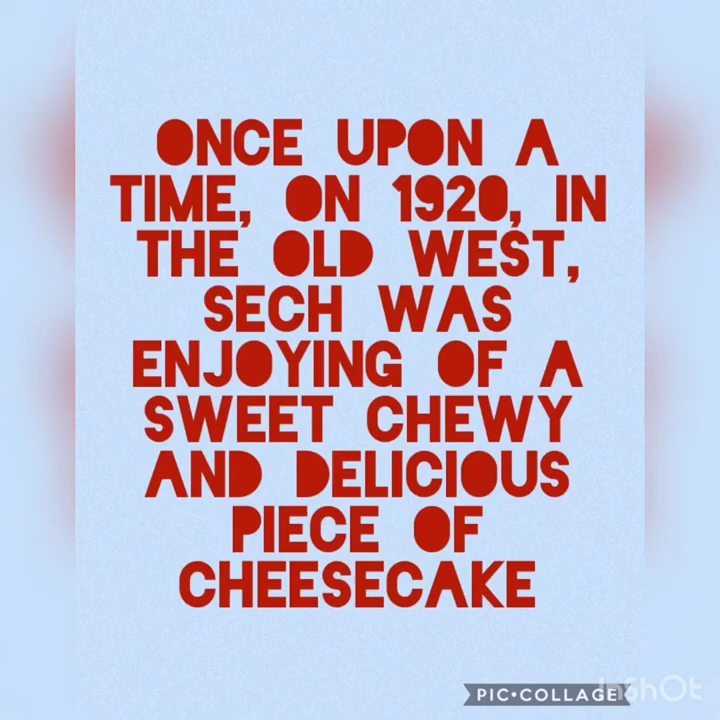 ONCE UPON A
TIME, ON 1920, IN
THE OLD WEST,
SECH WAS
ENJOYING OF A
SWEET CHEWY
AND DELICIOUS
PIECE OF
CHEESECAKE
PIC•COLLAGE
InShOt